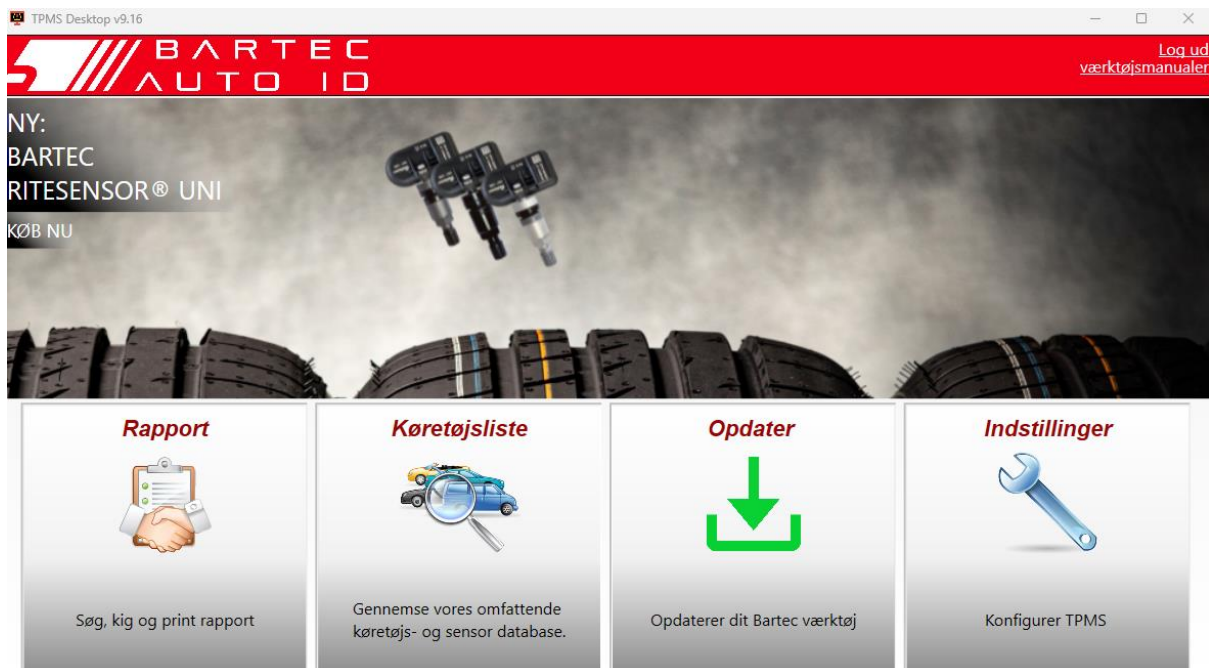 TPMS Desktop v9.16
BARTEC
AUTO ID
Log ud
værktøjsmanualer
NY:
BARTEC
RITESENSOR® UNI
KØB NU
Rapport
Køretøjsliste
Opdater
Indstillinger
Søg, kig og print rapport
Gennemse vores omfattende
køretøjs- og sensor database.
Opdaterer dit Bartec værktøj
Konfigurer TPMS